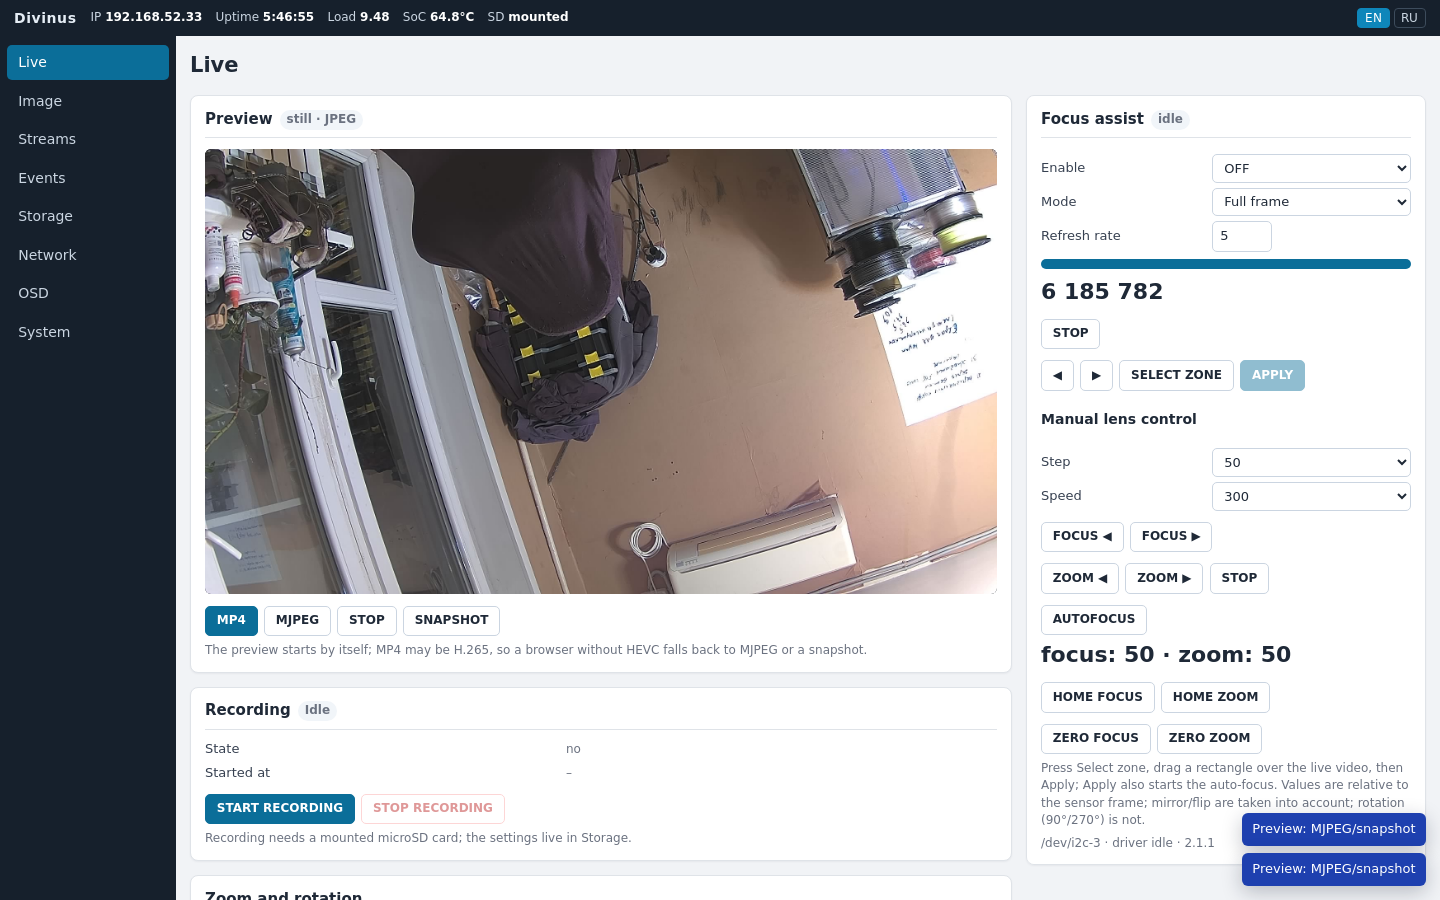 Divinus IP 192.168.52.33 Uptime 5:46:55 Load 9.48 SoC 64.8°C SD mounted EN RU
Live
Image
Streams
Events
Storage
Network
OSD
System
Live
Preview still · JPEG
MP4 MJPEG STOP SNAPSHOT
The preview starts by itself; MP4 may be H.265, so a browser without HEVC falls back to MJPEG or a snapshot.
Recording Idle
State no
Started at –
START RECORDING STOP RECORDING
Recording needs a mounted microSD card; the settings live in Storage.
Zoom and rotation
Focus assist idle
Enable OFF
Mode Full frame
Refresh rate 5
6 185 782
STOP
◀ ▶ SELECT ZONE APPLY
Manual lens control
Step 50
Speed 300
FOCUS ◀ FOCUS ▶
ZOOM ◀ ZOOM ▶ STOP
AUTOFOCUS
focus: 50 · zoom: 50
HOME FOCUS HOME ZOOM
ZERO FOCUS ZERO ZOOM
Press Select zone, drag a rectangle over the live video, then
Apply; Apply also starts the auto-focus. Values are relative to
the sensor frame; mirror/flip are taken into account; rotation
(90°/270°) is not.
/dev/i2c-3 · driver idle · 2.1.1
Preview: MJPEG/snapshot
Preview: MJPEG/snapshot